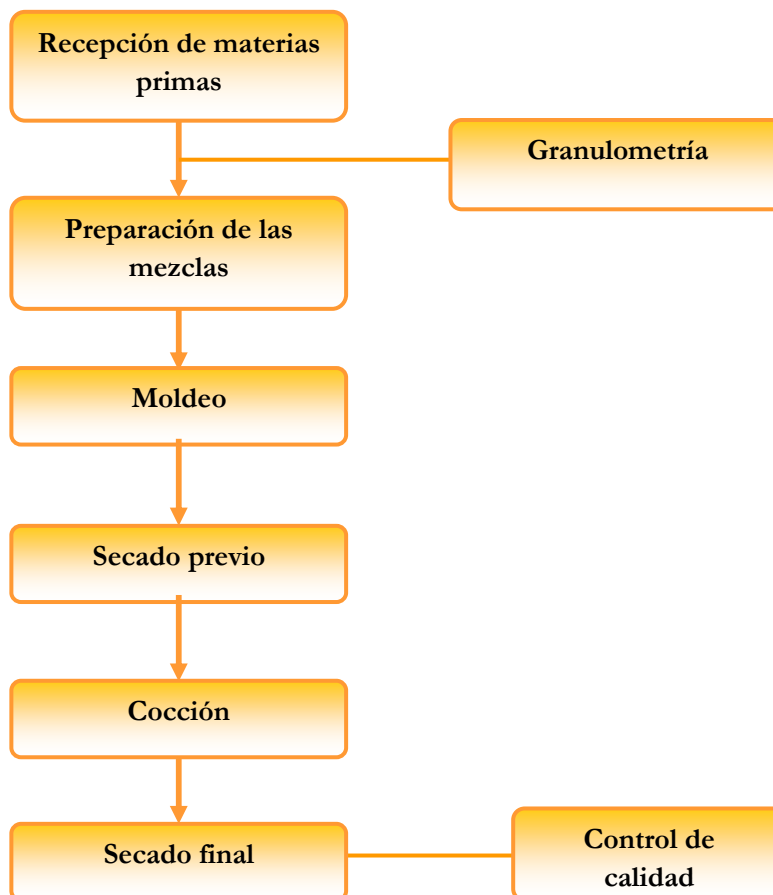 Recepción de materias
primas
Granulometría
Preparación de las
mezclas
Moldeo
Secado previo
Cocción
Secado final
Control de
calidad